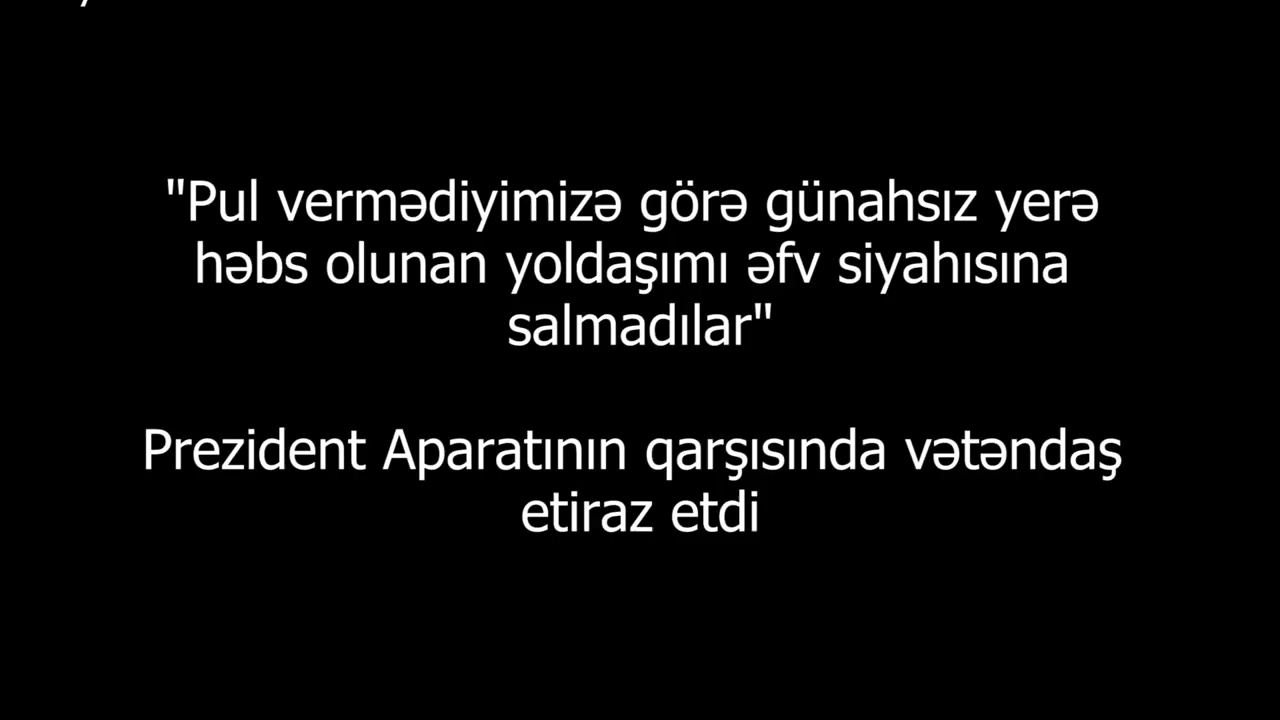 "Pul vermədiyimizə görə günahsız yerə
həbs olunan yoldaşımı əfv siyahısına
salmadılar"
Prezident Aparatının qarşısında vətəndaş
etiraz etdi